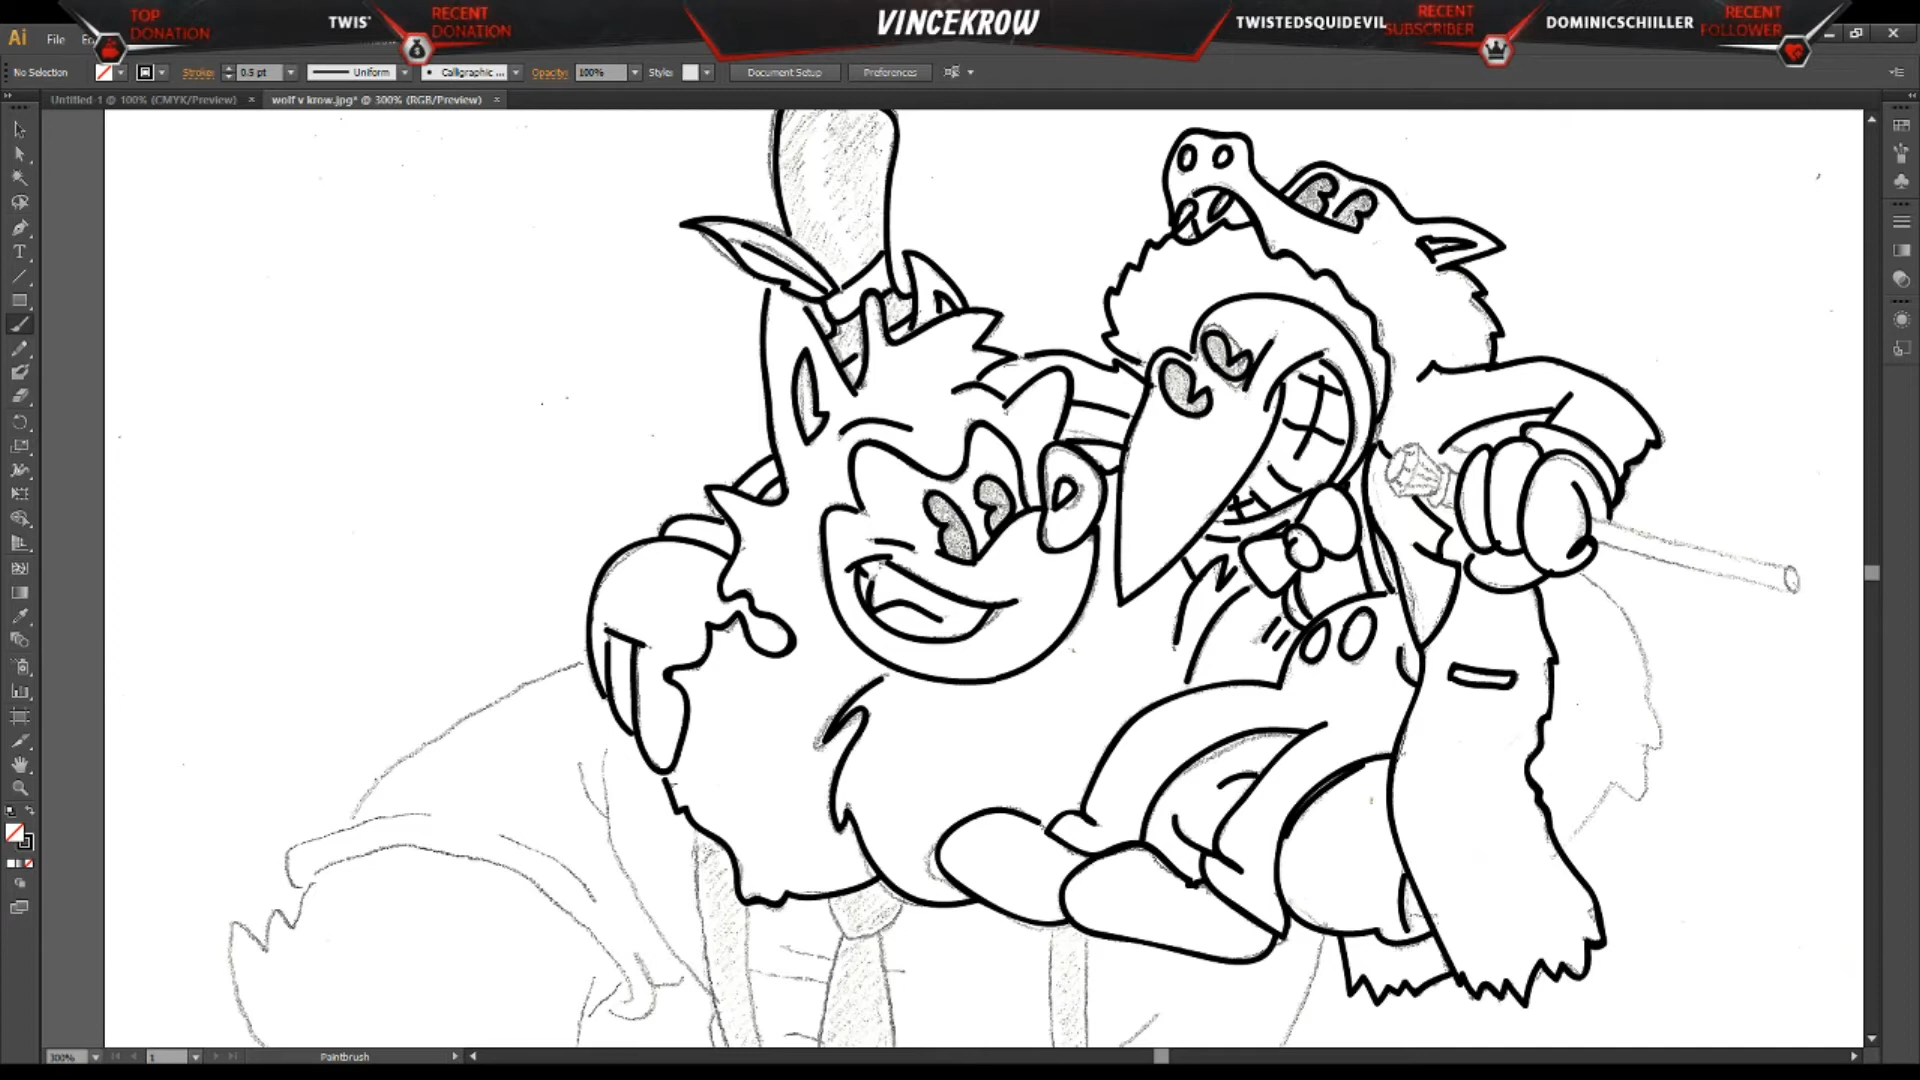 TOP
DONATION
TWIS
RECENT
DONATION
VINCEKROW
TWISTEDSQUIDEVIL
RECENT
SUBSCRIBER
DOMINICSCHIILLER
RECENT
FOLLOWER
Ai
File
No Selection
Stroke:
0.5 pt
Uniform
Calligraphic ...
Opacity:
100%
Style:
Document Setup
Preferences
Untitled-1 @ 100% (CMYK/Preview)
wolf v krow.jpg* @ 300% (RGB/Preview)
300%
1
Paintbrush